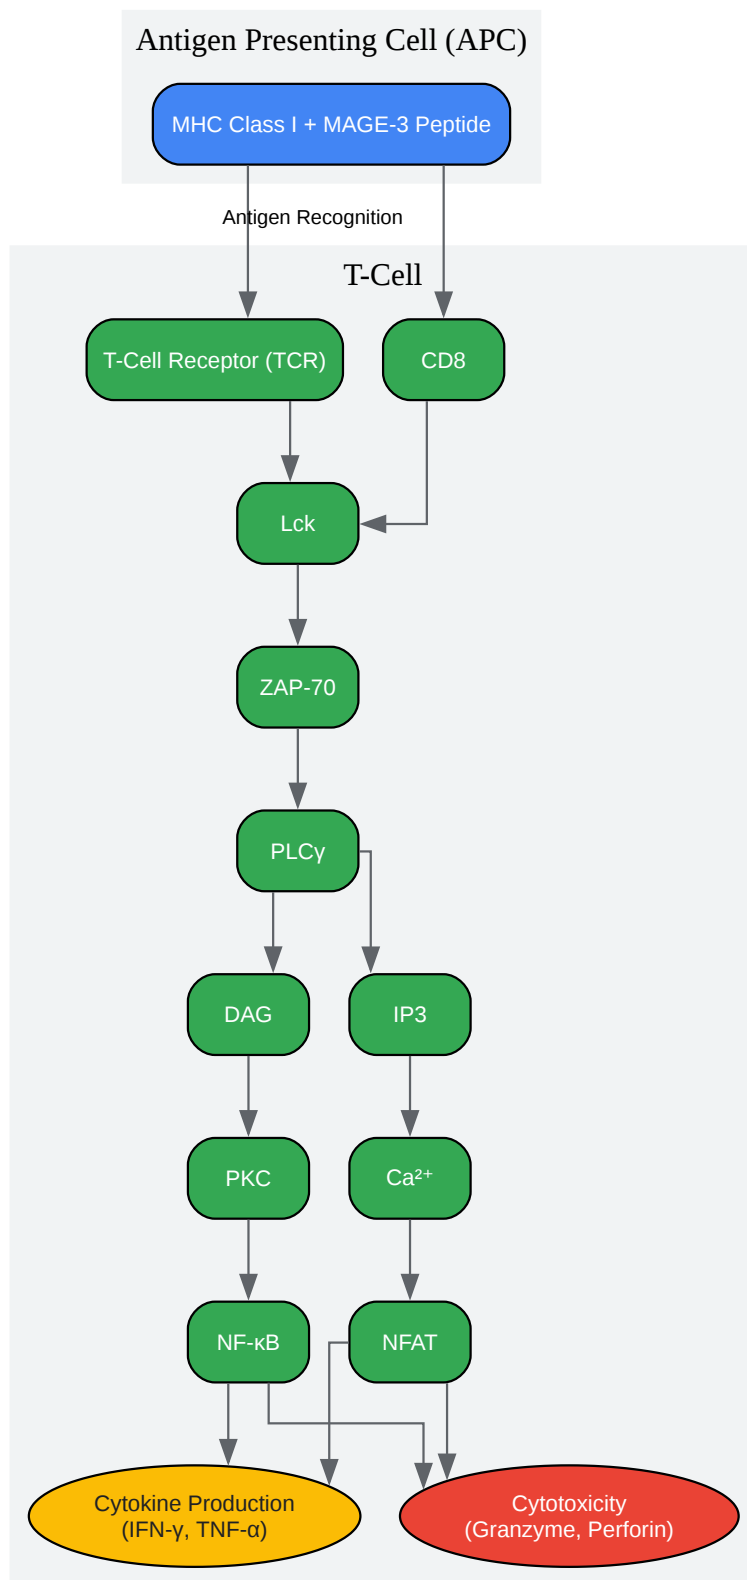 Antigen Presenting Cell (APC)
MHC Class I + MAGE-3 Peptide
Antigen Recognition
T-Cell
T-Cell Receptor (TCR)
CD8
Lck
ZAP-70
PLCγ
DAG
IP3
PKC
Ca²⁺
NF-κB
NFAT
Cytokine Production
(IFN-γ, TNF-α)
Cytotoxicity
(Granzyme, Perforin)